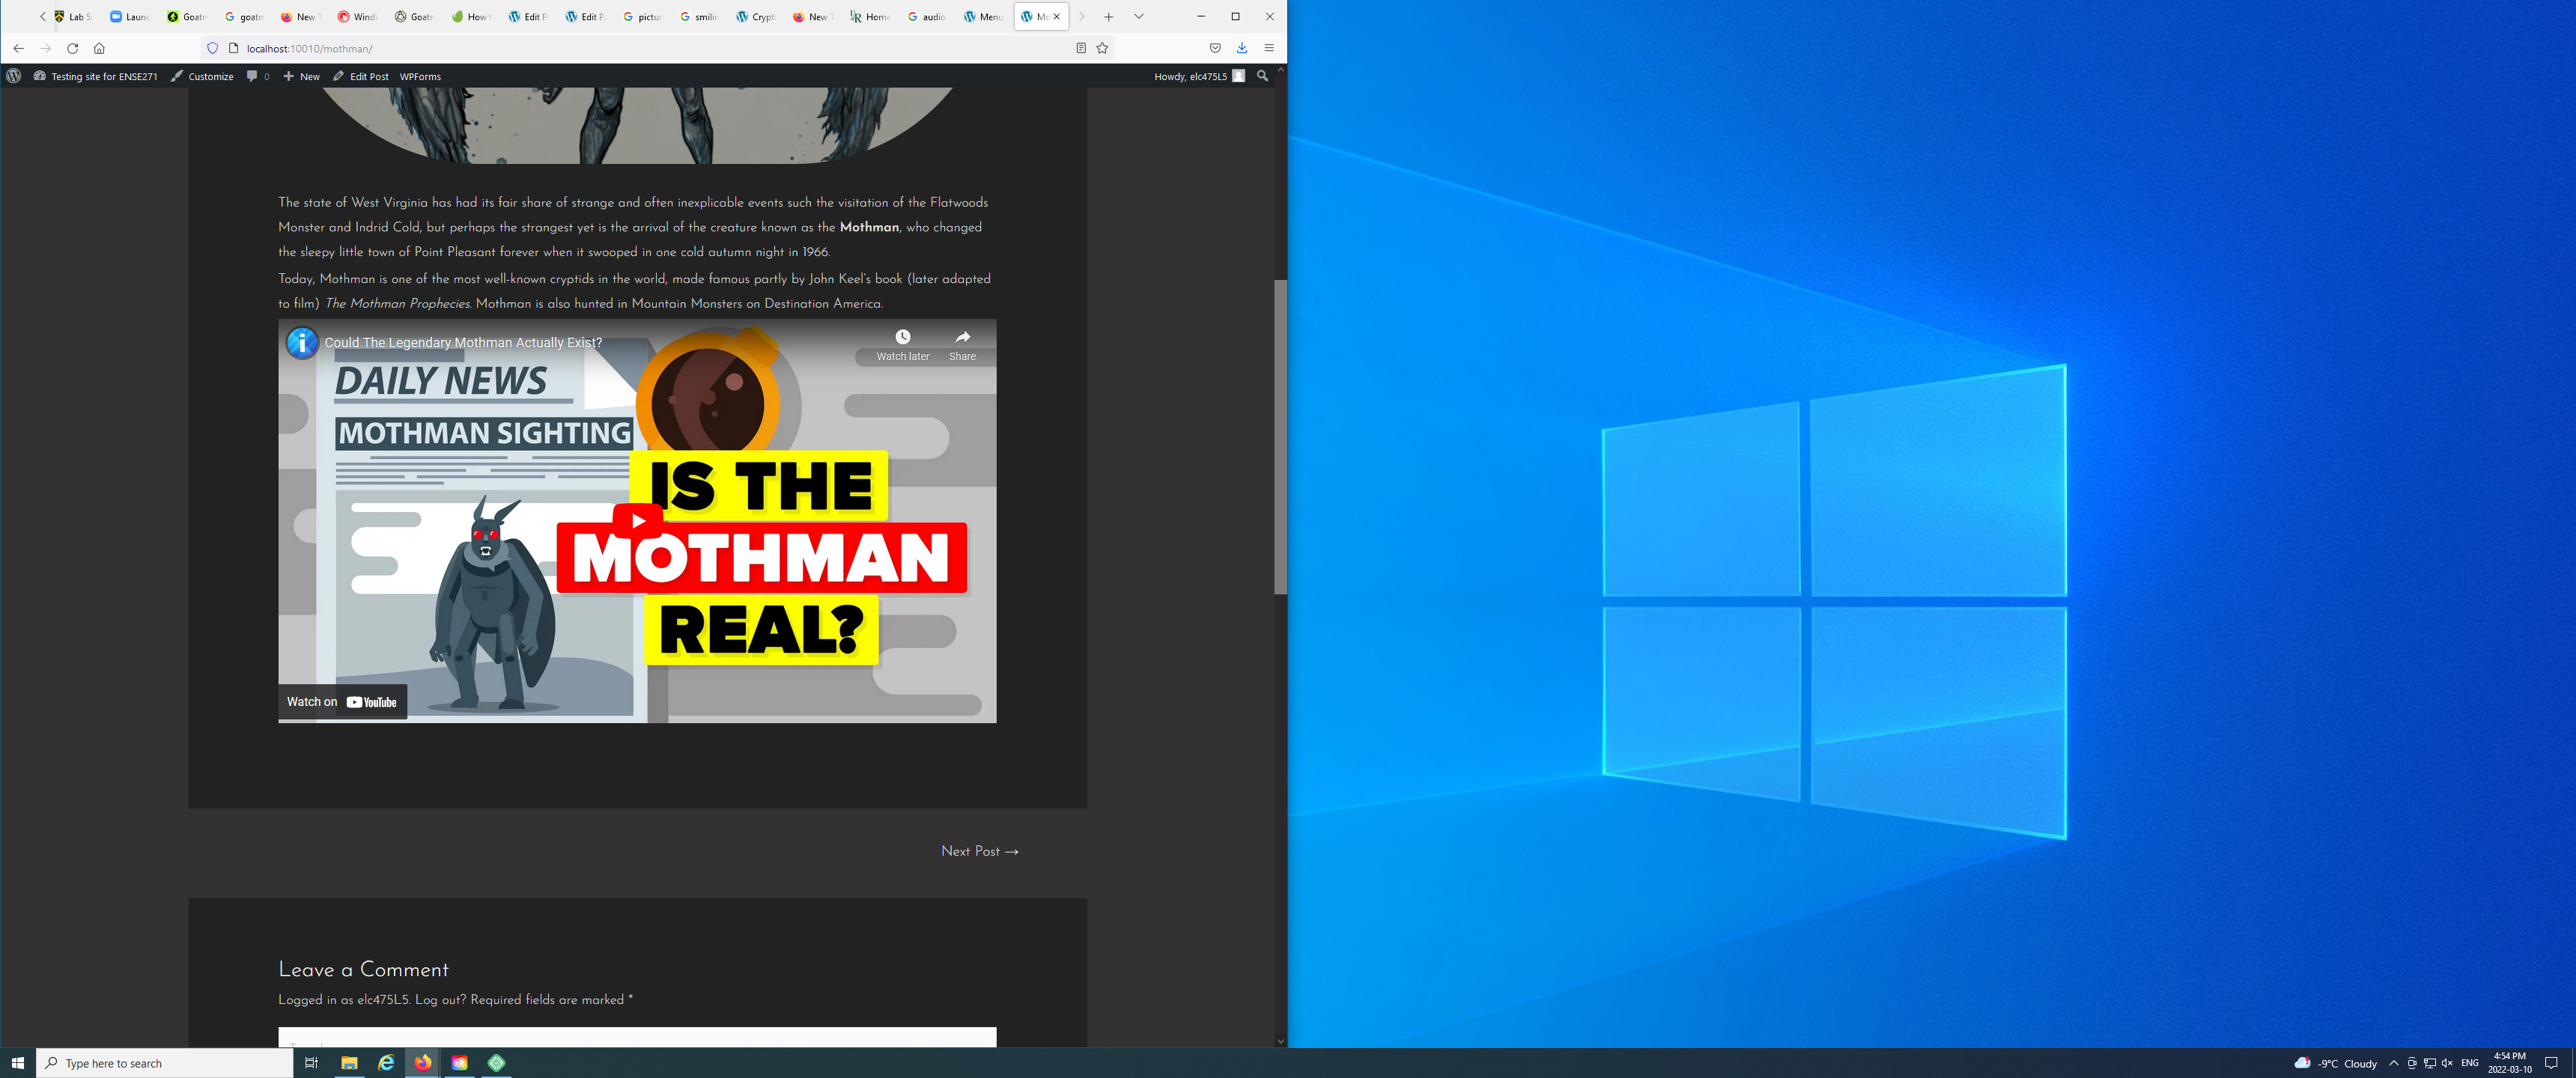 Lab 5:
Launc
Goatn
goatn
New T
Windi
Goatn
How t
Edit P
Edit P
pictur
smilin
Crypti
New T
Home
audio
Menu
Mo
localhost:10010/mothman/
Testing site for ENSE271
Customize
0
New
Edit Post
WPForms
Howdy, elc475L5
The state of West Virginia has had its fair share of strange and often inexplicable events such the visitation of the Flatwoods
Monster and Indrid Cold, but perhaps the strangest yet is the arrival of the creature known as the Mothman, who changed
the sleepy little town of Point Pleasant forever when it swooped in one cold autumn night in 1966.
Today, Mothman is one of the most well-known cryptids in the world, made famous partly by John Keel's book (later adapted
to film) The Mothman Prophecies. Mothman is also hunted in Mountain Monsters on Destination America.
Could The Legendary Mothman Actually Exist?
Watch later
Share
DAILY NEWS
MOTHMAN SIGHTING
IS THE
MOTHMAN
REAL?
Watch on YouTube
Next Post →
Leave a Comment
Logged in as elc475L5. Log out? Required fields are marked *
Type here to search
-9°C Cloudy
ENG
4:54 PM
2022-03-10